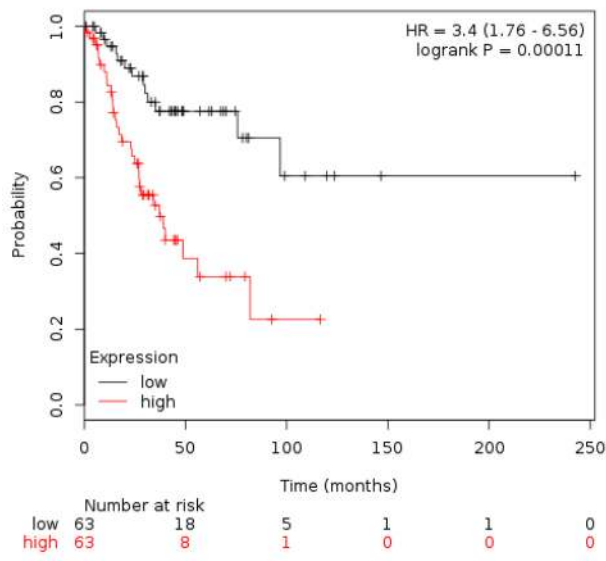 HR = 3.4 (1.76 - 6.56)
logrank P = 0.00011
1.0
0.8
0.6
0.4
0.2
0.0
Probability
Expression
low
high
0 50 100 150 200 250
Time (months)
Number at risk
low 63 18 5 1 1 0
high 63 8 1 0 0 0